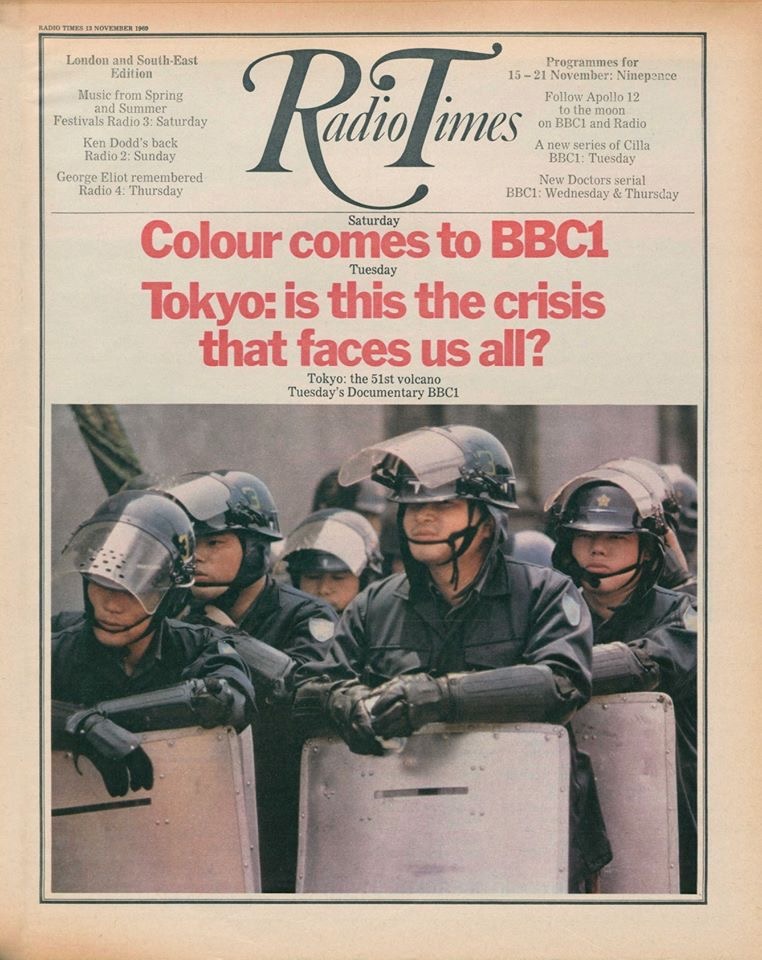 RADIO TIMES 13 NOVEMBER 1969
London and South-East
Edition
Music from Spring
and Summer
Festivals Radio 3: Saturday
Ken Dodd's back
Radio 2: Sunday
George Eliot remembered
Radio 4: Thursday
Radio Times
Programmes for
15 – 21 November: Ninepence
Follow Apollo 12
to the moon
on BBC1 and Radio
A new series of Cilla
BBC1: Tuesday
New Doctors serial
BBC1: Wednesday & Thursday
Saturday
Colour comes to BBC1
Tuesday
Tokyo: is this the crisis
that faces us all?
Tokyo: the 51st volcano
Tuesday's Documentary BBC1